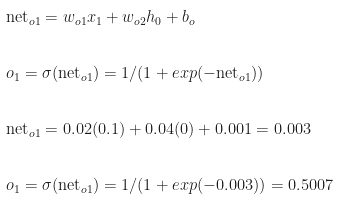 net_{o1} = w_{o1}x_1 + w_{o2}h_0 + b_o
o_1 = σ(net_{o1}) = 1/(1 + exp(−net_{o1}))
net_{o1} = 0.02(0.1) + 0.04(0) + 0.001 = 0.003
o_1 = σ(net_{o1}) = 1/(1 + exp(−0.003)) = 0.5007